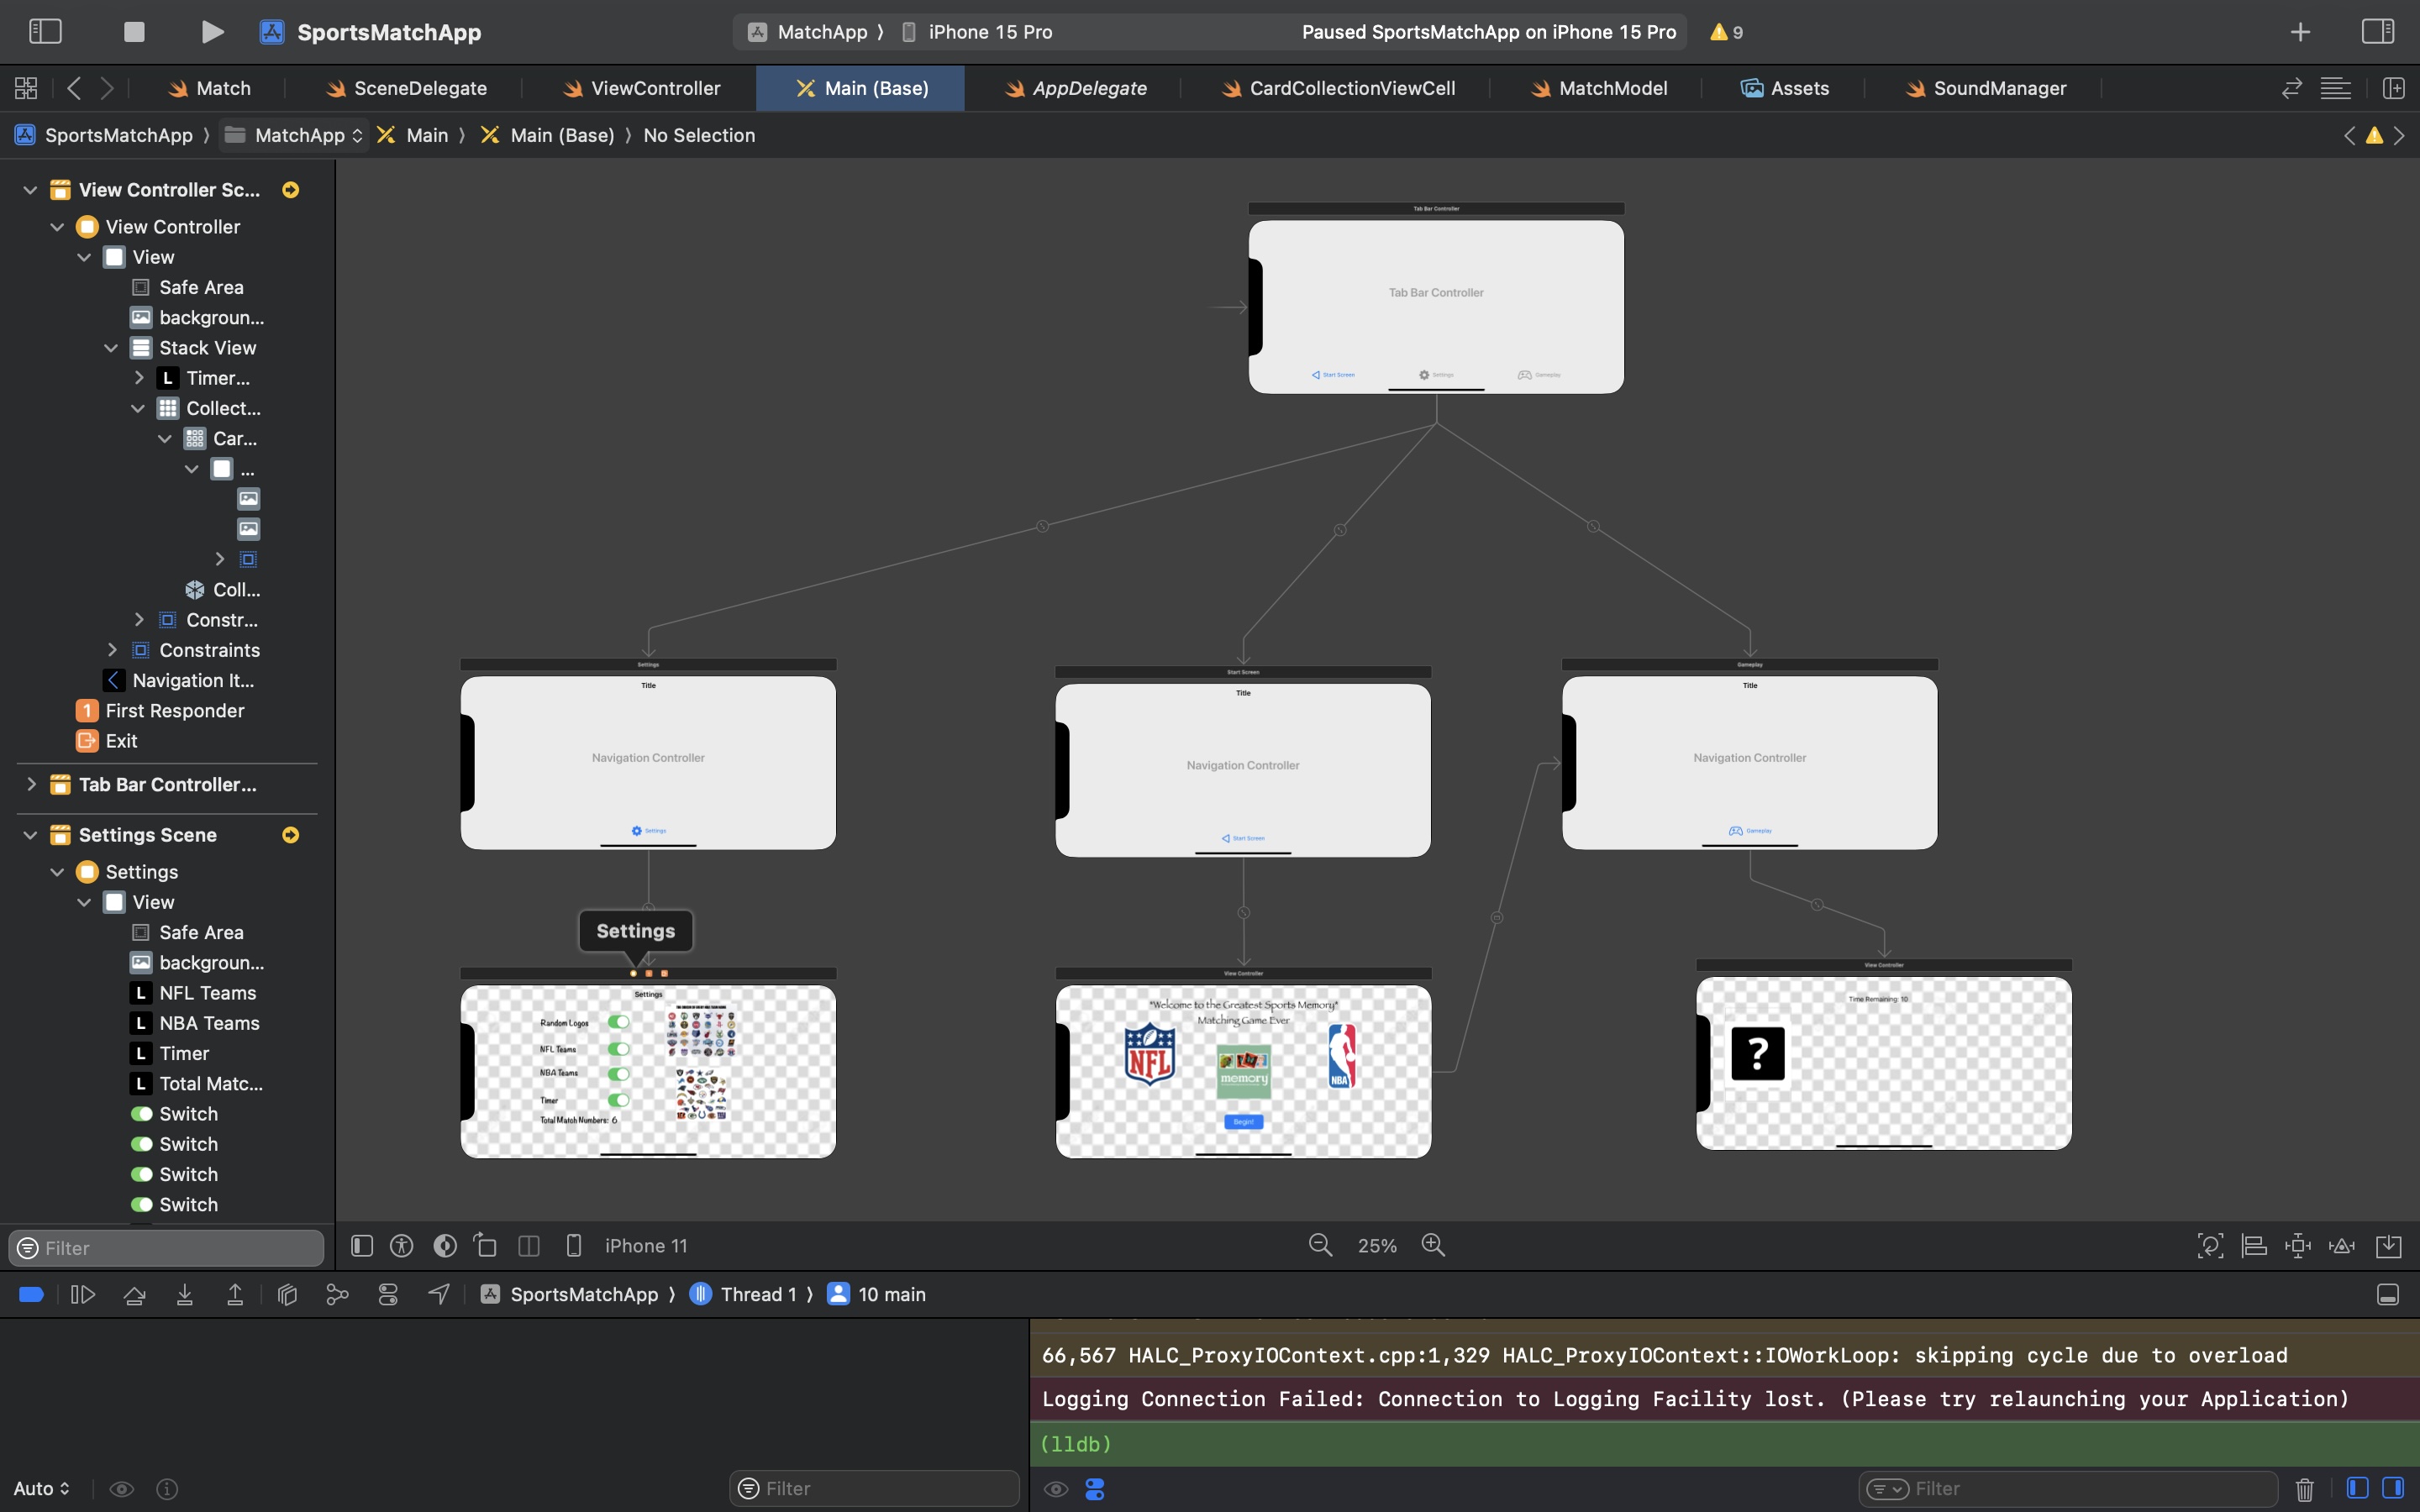 SportsMatchApp
MatchApp 〉 iPhone 15 Pro
Paused SportsMatchApp on iPhone 15 Pro
9
Match
SceneDelegate
ViewController
Main (Base)
AppDelegate
CardCollectionViewCell
MatchModel
Assets
SoundManager
SportsMatchApp 〉 MatchApp Main 〉 Main (Base) 〉 No Selection
View Controller Sc...
View Controller
View
Safe Area
backgroun...
Stack View
L Timer...
Collect...
Car...
...
Coll...
Constr...
Constraints
Navigation It...
1 First Responder
Exit
Tab Bar Controller...
Settings Scene
Settings
View
Safe Area
backgroun...
L NFL Teams
L NBA Teams
L Timer
L Total Matc...
Switch
Switch
Switch
Switch
Filter
Tab Bar Controller
Tab Bar Controller
Start Screen
Settings
Gameplay
Settings
Title
Navigation Controller
Settings
Start Screen
Title
Navigation Controller
Start Screen
Gameplay
Title
Navigation Controller
Gameplay
Settings
Settings
Random Logos
NFL Teams
NBA Teams
Timer
Total Match Numbers: 6
View Controller
"Welcome to the Greatest Sports Memory"
Matching Game Ever
NFL
memory
NBA
Begin!
View Controller
Time Remaining: 10
?
iPhone 11
25%
SportsMatchApp 〉 Thread 1 〉 10 main
66,567 HALC_ProxyIOContext.cpp:1,329 HALC_ProxyIOContext::IOWorkLoop: skipping cycle due to overload
Logging Connection Failed: Connection to Logging Facility lost. (Please try relaunching your Application)
(lldb)
Auto
Filter
Filter